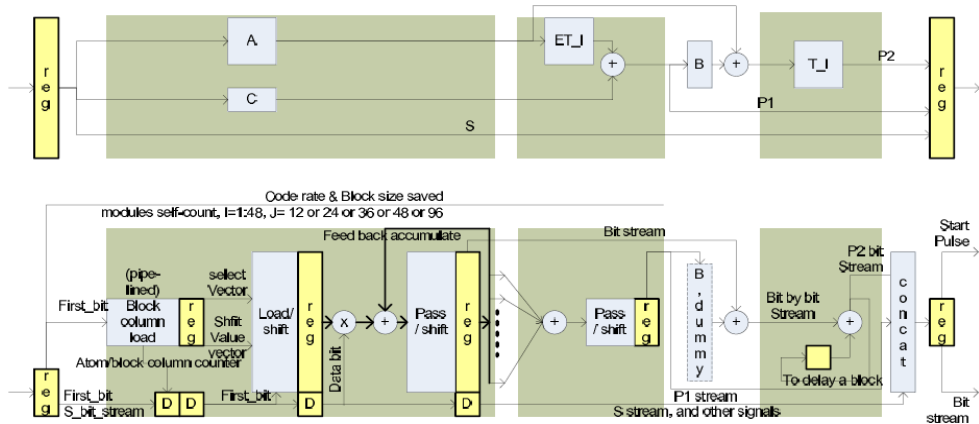 reg
A.
C
S
ET_I
+
B
+
P1
T_I
P2
reg
Code rate & Block size saved
modules self-count, I=1:48, J= 12 or 24 or 36 or 48 or 96
Feed back accumulate
Bit stream
(pipe-
lined)
Block
column
load
reg
First_bit
select
Vector
Shfiit
Value
vector
Load/
shiift
reg
x
+
Pass
/ shift
reg
+
Pass
/ shift
reg
B, dummy
+
Bit by bit
Stream
+
P2 bit
Stream
concat
reg
Start
Pulse
Atom/block column counter
Data bit
To delay a block
reg
First_bit
S_bit_stream
D D
First_bit
D
D
P1 stream
S stream, and other signals
Bit
stream